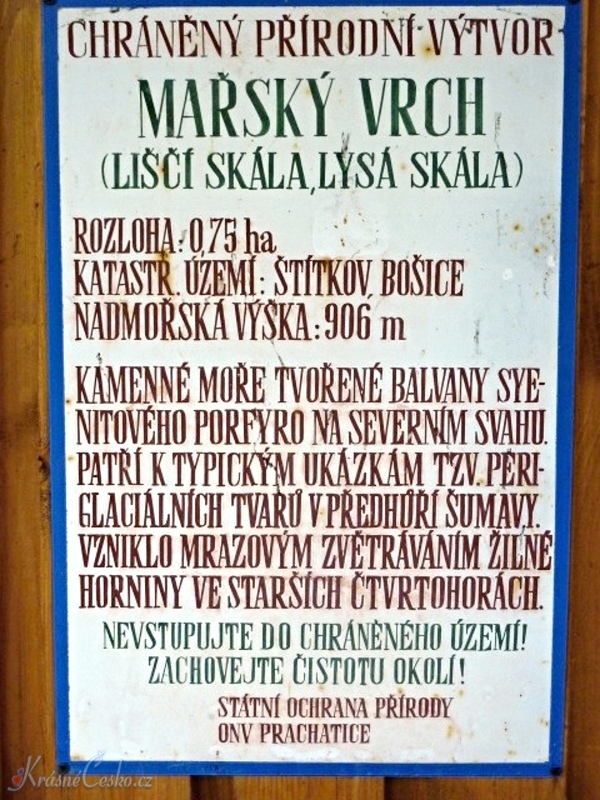 CHRÁNĚNÝ PŘÍRODNÍ VÝTVOR
MAŘSKÝ VRCH
(LIŠČÍ SKÁLA, LYSÁ SKÁLA)
ROZLOHA: 0,75 ha
KATASTR. ÚZEMÍ: ŠTÍTKOV, BOŠICE
NADMOŘSKÁ VÝŠKA: 906 m
KAMENNÉ MOŘE TVOŘENÉ BALVANY SYE-
NITOVÉHO PORFYRO NA SEVERNÍM SVAHU.
PATŘÍ K TYPICKÝM UKÁZKÁM TZV. PERI-
GLACIÁLNÍCH TVARŮ V PŘEDHŮŘÍ ŠUMAVY.
VZNIKLO MRAZOVÝM ZVĚTRÁVÁNÍM ŽILNÉ
HORNINY VE STARŠÍCH ČTVRTOHORÁCH.
NEVSTUPUJTE DO CHRÁNĚNÉHO ÚZEMÍ!
ZACHOVEJTE ČISTOTU OKOLÍ!
STÁTNÍ OCHRANA PŘÍRODY
ONV PRACHATICE
KrásnéČesko.cz